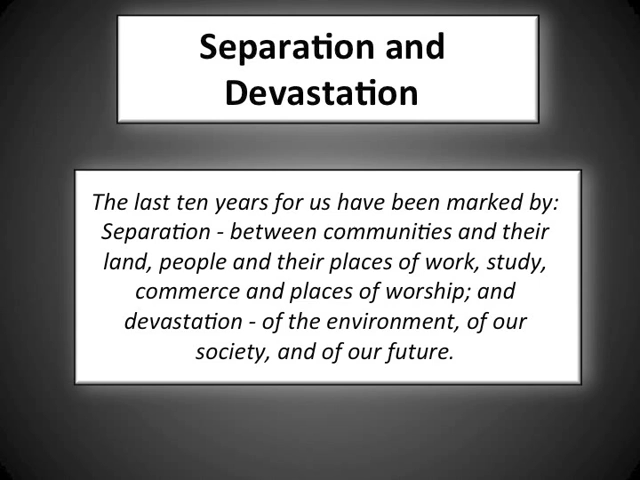 Separation and
Devastation
The last ten years for us have been marked by:
Separation - between communities and their
land, people and their places of work, study,
commerce and places of worship; and
devastation - of the environment, of our
society, and of our future.